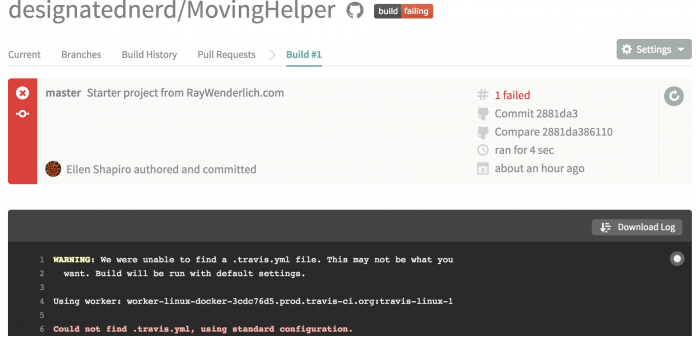 designatednerd/MovingHelper build failing
Current Branches Build History Pull Requests Build #1 Settings
master Starter project from RayWenderlich.com
# 1 failed
Commit 2881da3
Compare 2881da386110
ran for 4 sec
Ellen Shapiro authored and committed
about an hour ago
Download Log
1 WARNING: We were unable to find a .travis.yml file. This may not be what you
2 want. Build will be run with default settings.
3
4 Using worker: worker-linux-docker-3cdc76d5.prod.travis-ci.org:travis-linux-1
5
6 Could not find .travis.yml, using standard configuration.